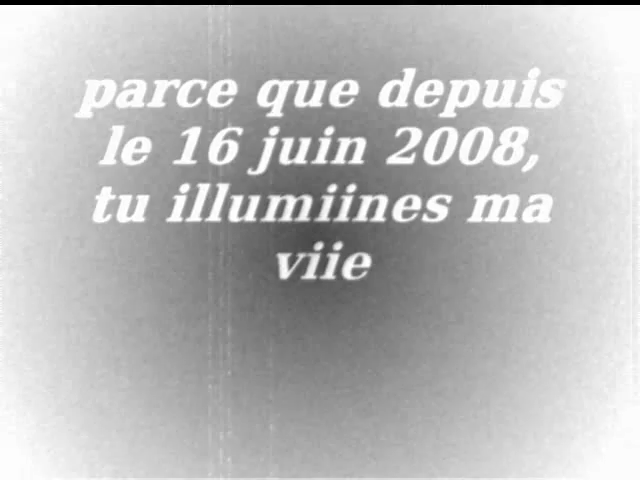 parce que depuis
le 16 juin 2008,
tu illumiines ma
viie